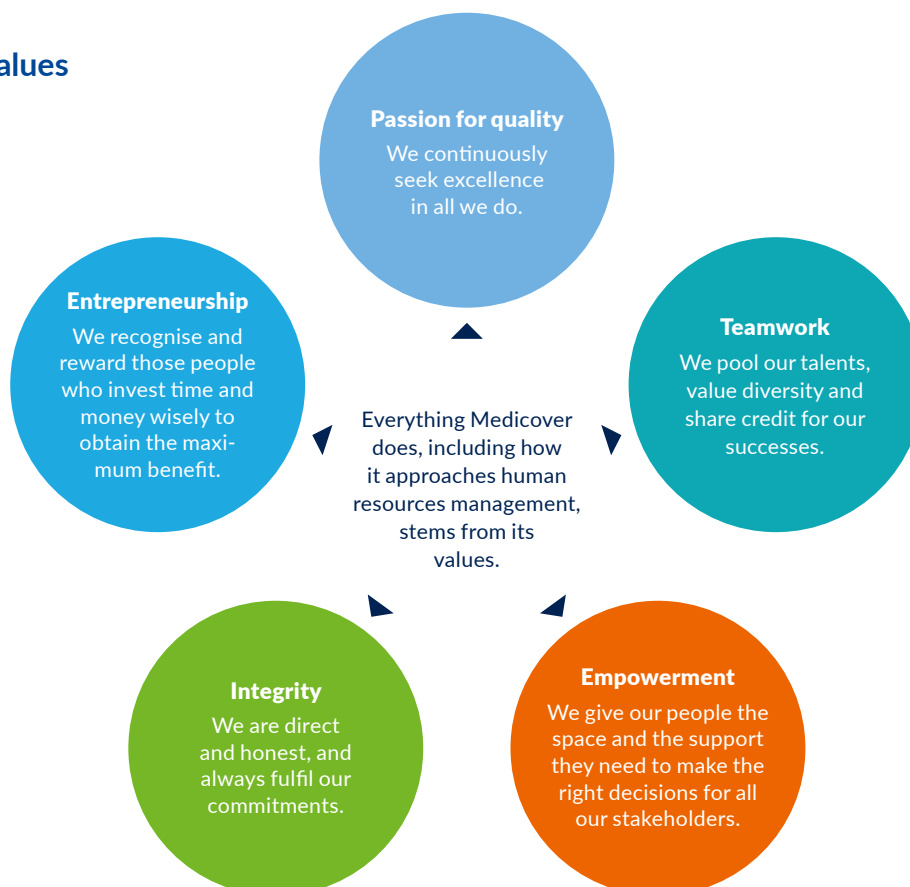 alues
Passion for quality
We continuously
seek excellence
in all we do.
Entrepreneurship
We recognise and
reward those people
who invest time and
money wisely to
obtain the maxi-
mum benefit.
Teamwork
We pool our talents,
value diversity and
share credit for our
successes.
Everything Medicover
does, including how
it approaches human
resources management,
stems from its
values.
Integrity
We are direct
and honest, and
always fulfil our
commitments.
Empowerment
We give our people the
space and the support
they need to make the
right decisions for all
our stakeholders.